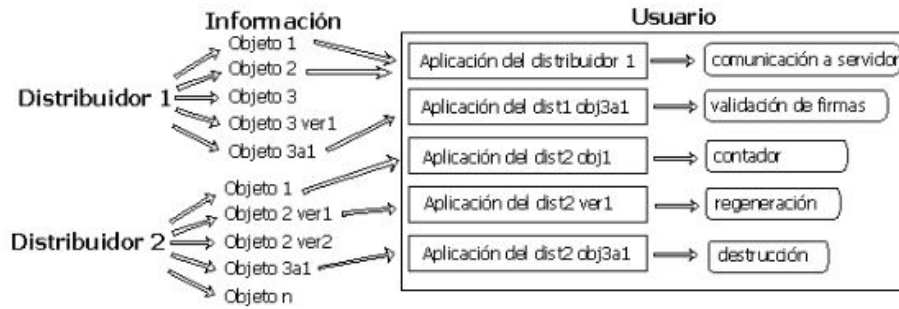 Información
Usuario
Distribuidor 1
Objeto 1
Objeto 2
Objeto 3
Objeto 3 ver1
Objeto 3a1
Distribuidor 2
Objeto 1
Objeto 2 ver1
Objeto 2 ver2
Objeto 3a1
Objeto n
Aplicación del distribuidor 1
comunicación a servidor
Aplicación del dist1 obj3a1
validación de firmas
Aplicación del dist2 obj1
contador
Aplicación del dist2 ver1
regeneración
Aplicación del dist2 obj3a1
destrucción